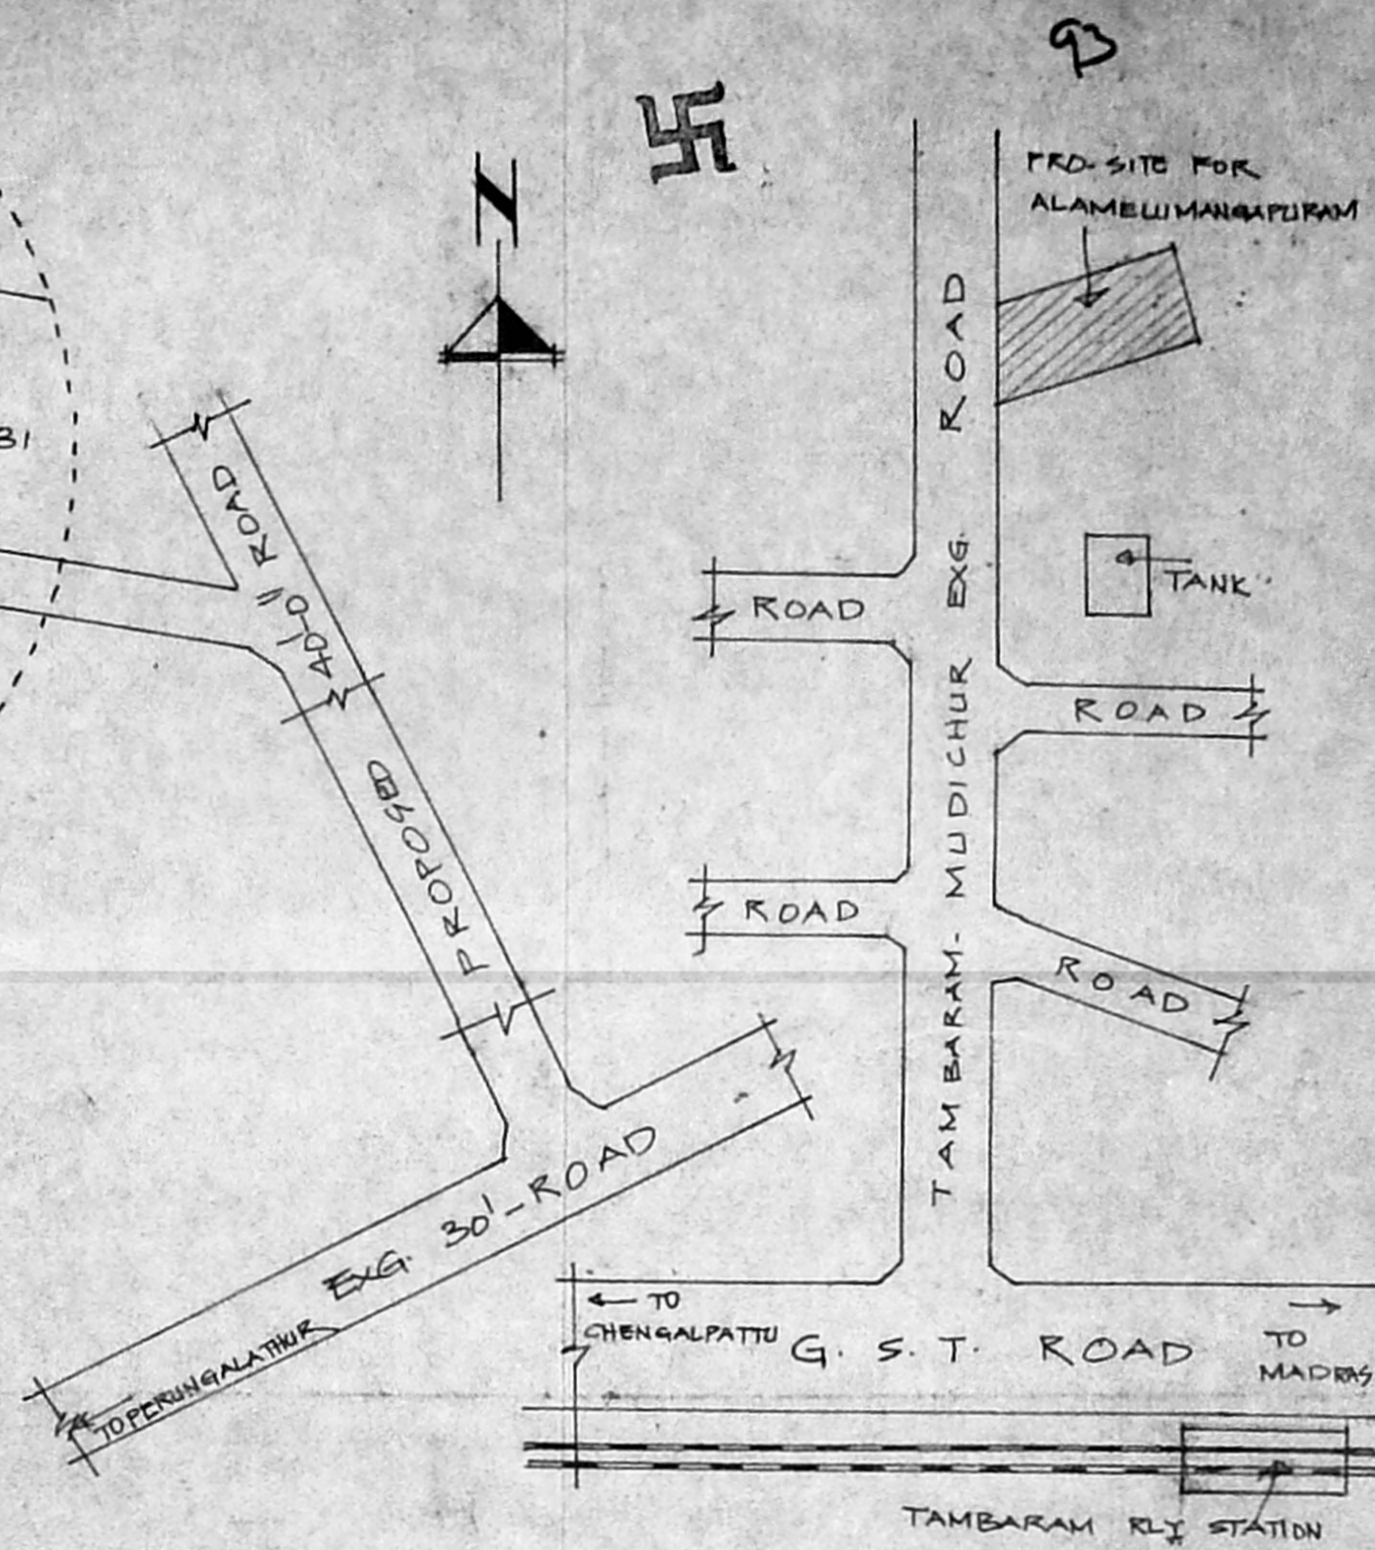 93
N
PRO-SITE FOR
ALAMELUMANGAPURAM
31
40'-0" ROAD
PROPOSED
EXG. 30'-ROAD
TO PERUNGALATHUR
TAMBARAM-MUDICHUR EXG. ROAD
ROAD
TANK
ROAD
ROAD
ROAD
← TO
CHENGALPATTU
G. S. T. ROAD
→
TO
MADRAS
TAMBARAM RLY STATION